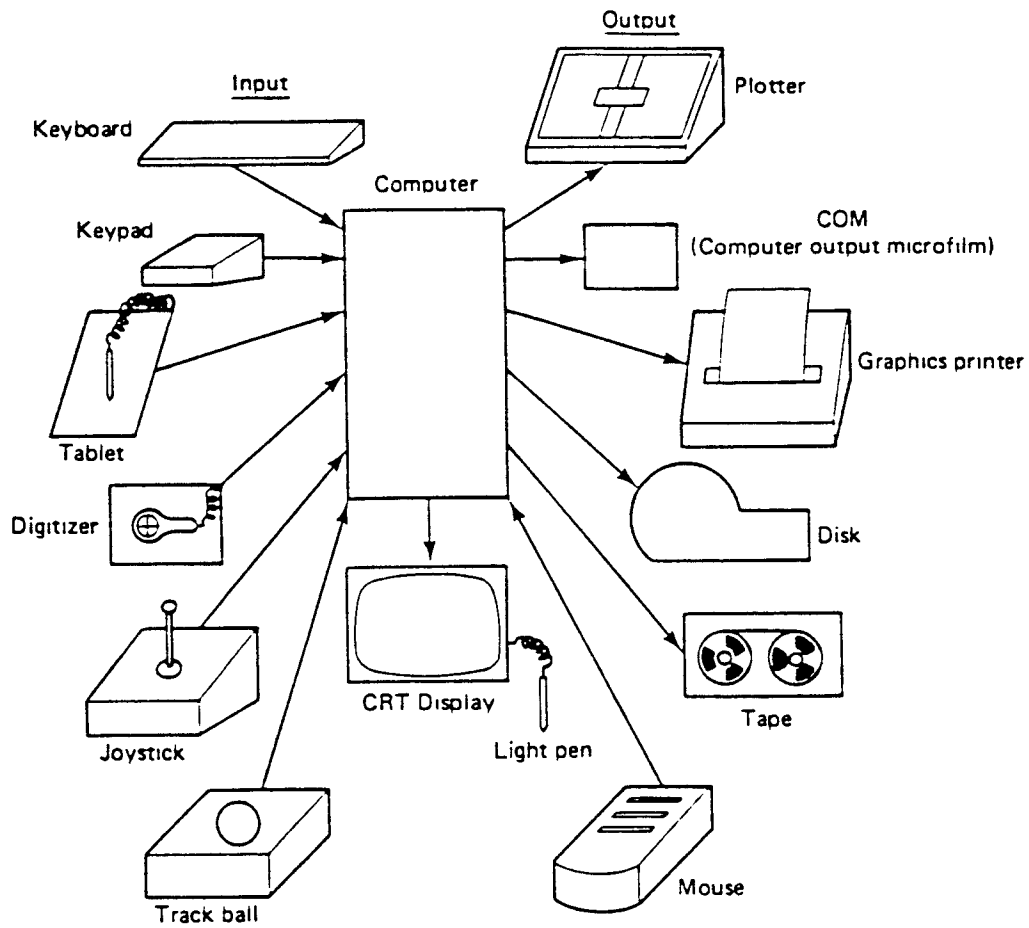 Output
Input
Plotter
Keyboard
Computer
COM
(Computer output microfilm)
Keypad
Graphics printer
Tablet
Digitizer
Disk
CRT Display
Tape
Light pen
Joystick
Mouse
Track ball